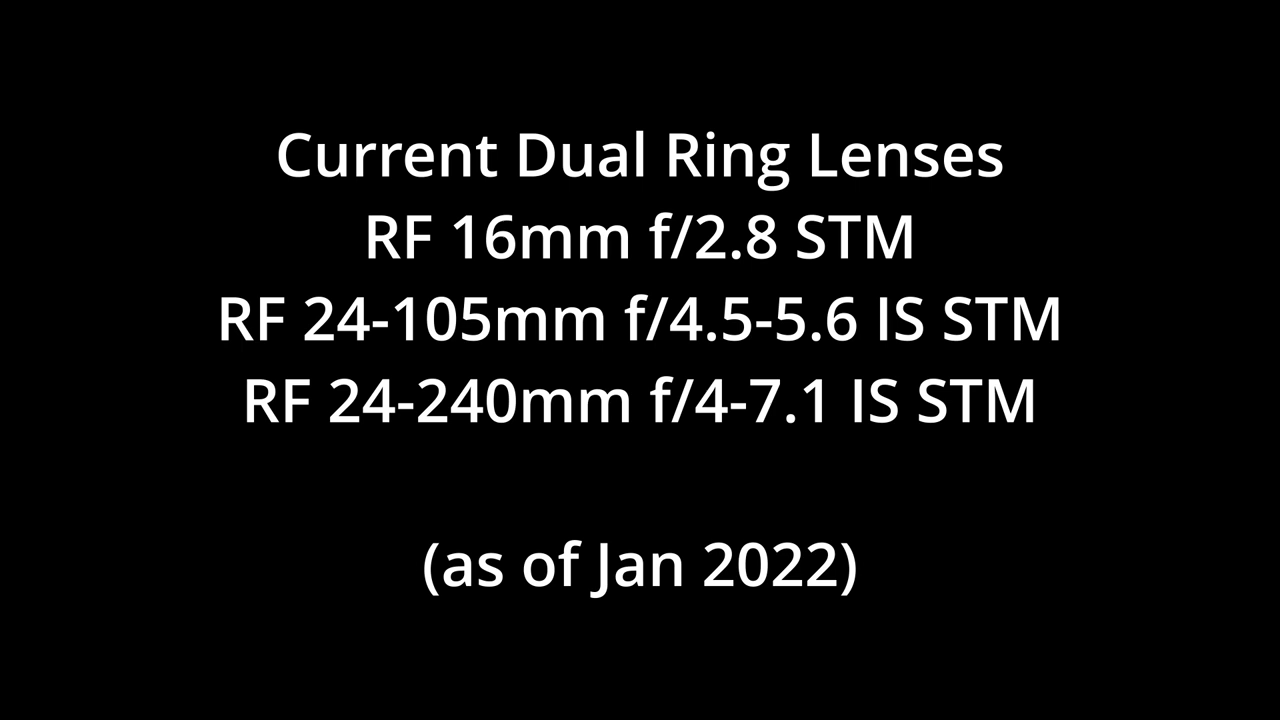 Current Dual Ring Lenses
RF 16mm f/2.8 STM
RF 24-105mm f/4.5-5.6 IS STM
RF 24-240mm f/4-7.1 IS STM
(as of Jan 2022)